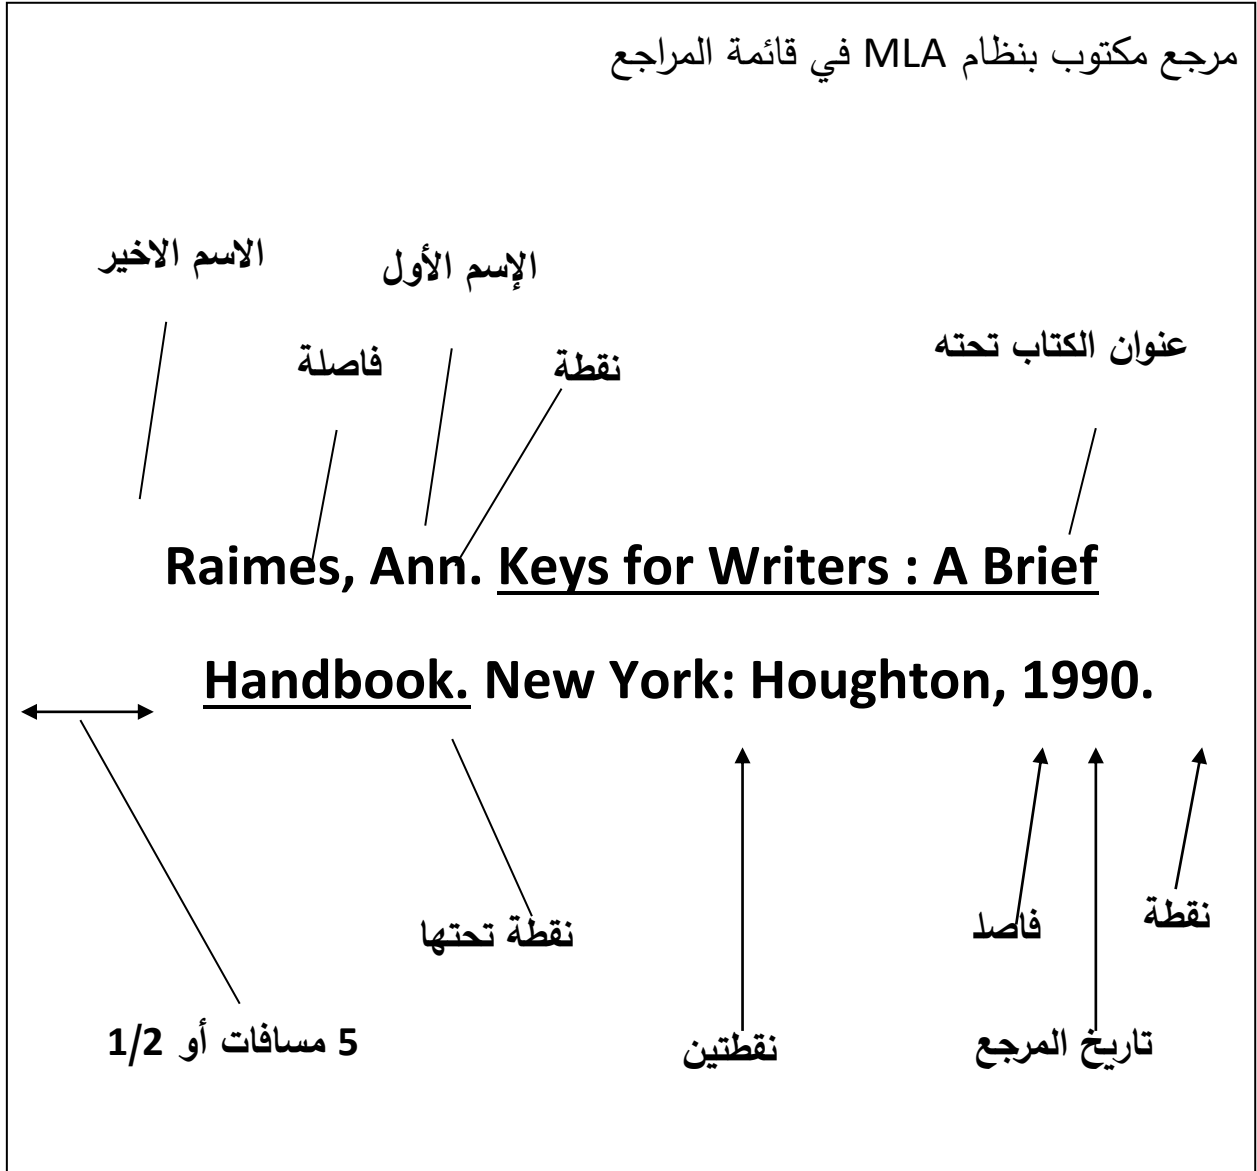 مرجع مكتوب بنظام MLA في قائمة المراجع
الاسم الاخير
الإسم الأول
فاصلة
نقطة
عنوان الكتاب تحته
Raimes, Ann. Keys for Writers : A Brief
Handbook. New York: Houghton, 1990.
نقطة تحتها
فاصل
نقطة
5 مسافات أو 1/2
نقطتين
تاريخ المرجع